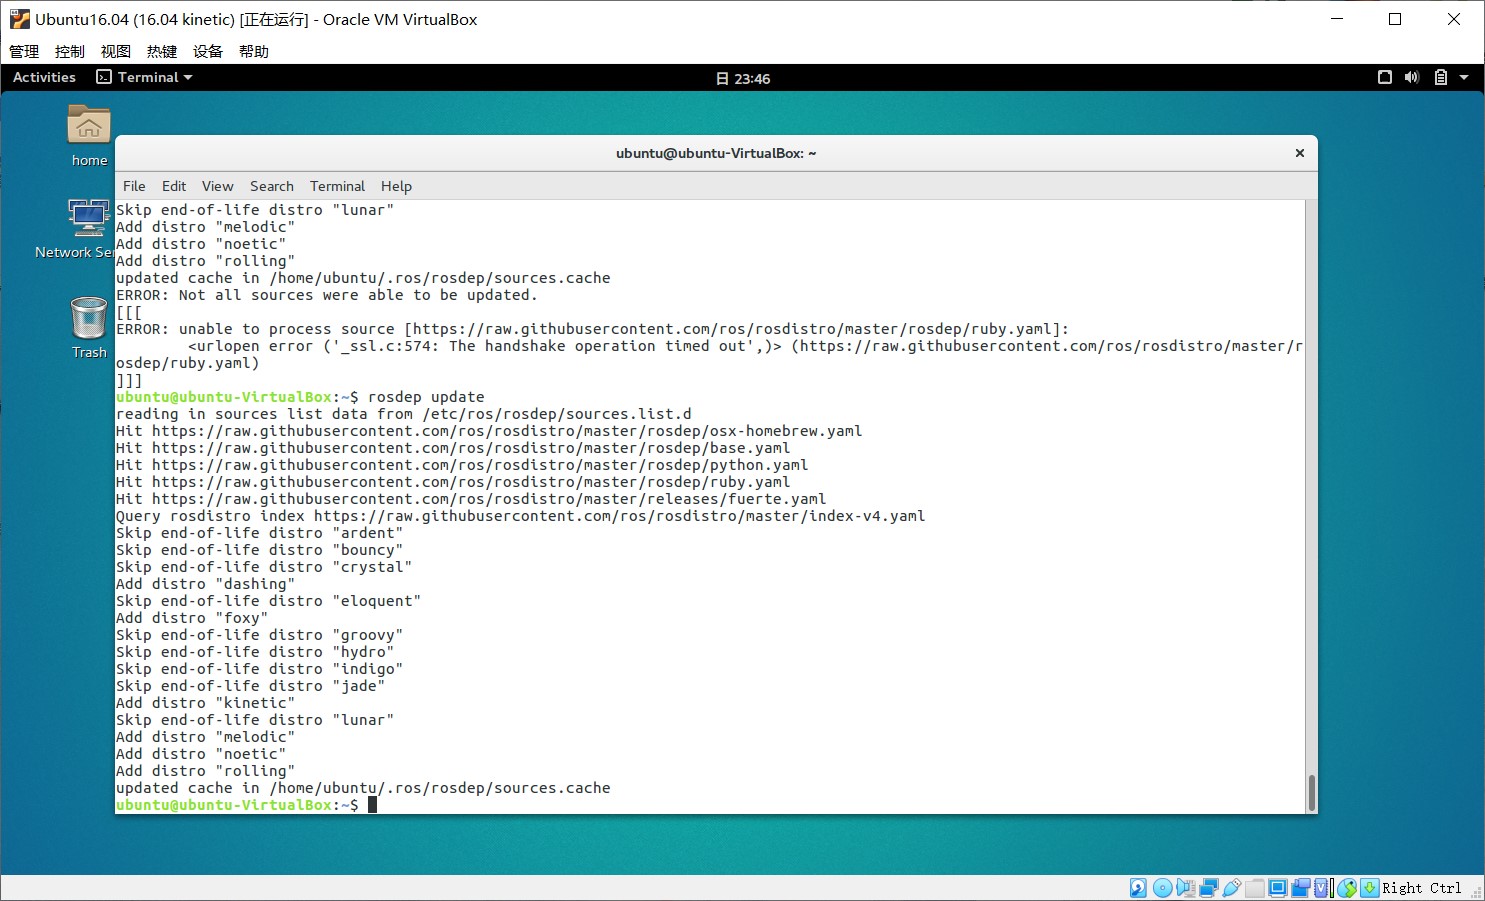 Ubuntu16.04 (16.04 kinetic) [正在运行] - Oracle VM VirtualBox
管理 控制 视图 热键 设备 帮助
Activities Terminal 日 23:46
home
Network Ser
Trash
ubuntu@ubuntu-VirtualBox: ~
File Edit View Search Terminal Help
Skip end-of-life distro "lunar"
Add distro "melodic"
Add distro "noetic"
Add distro "rolling"
updated cache in /home/ubuntu/.ros/rosdep/sources.cache
ERROR: Not all sources were able to be updated.
[[[
ERROR: unable to process source [https://raw.githubusercontent.com/ros/rosdistro/master/rosdep/ruby.yaml]:
<urlopen error ('_ssl.c:574: The handshake operation timed out',)> (https://raw.githubusercontent.com/ros/rosdistro/master/r
osdep/ruby.yaml)
]]]
ubuntu@ubuntu-VirtualBox:~$ rosdep update
reading in sources list data from /etc/ros/rosdep/sources.list.d
Hit https://raw.githubusercontent.com/ros/rosdistro/master/rosdep/osx-homebrew.yaml
Hit https://raw.githubusercontent.com/ros/rosdistro/master/rosdep/base.yaml
Hit https://raw.githubusercontent.com/ros/rosdistro/master/rosdep/python.yaml
Hit https://raw.githubusercontent.com/ros/rosdistro/master/rosdep/ruby.yaml
Hit https://raw.githubusercontent.com/ros/rosdistro/master/releases/fuerte.yaml
Query rosdistro index https://raw.githubusercontent.com/ros/rosdistro/master/index-v4.yaml
Skip end-of-life distro "ardent"
Skip end-of-life distro "bouncy"
Skip end-of-life distro "crystal"
Add distro "dashing"
Skip end-of-life distro "eloquent"
Add distro "foxy"
Skip end-of-life distro "groovy"
Skip end-of-life distro "hydro"
Skip end-of-life distro "indigo"
Skip end-of-life distro "jade"
Add distro "kinetic"
Skip end-of-life distro "lunar"
Add distro "melodic"
Add distro "noetic"
Add distro "rolling"
updated cache in /home/ubuntu/.ros/rosdep/sources.cache
ubuntu@ubuntu-VirtualBox:~$
Right Ctrl